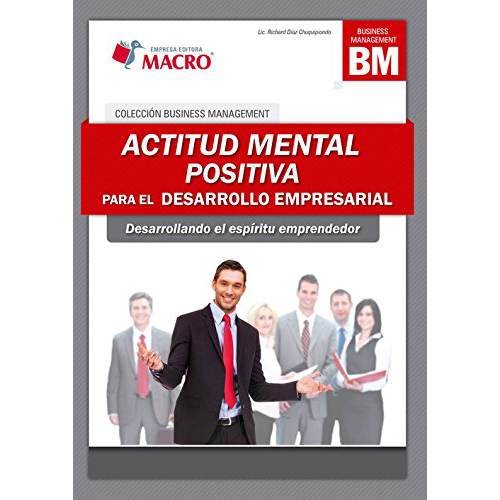 Lic. Richard Diaz Chuquipiondo
BUSINESS
MANAGEMENT
BM
EMPRESA EDITORA
MACRO®
COLECCIÓN BUSINESS MANAGEMENT
ACTITUD MENTAL
POSITIVA
PARA EL DESARROLLO EMPRESARIAL
Desarrollando el espíritu emprendedor